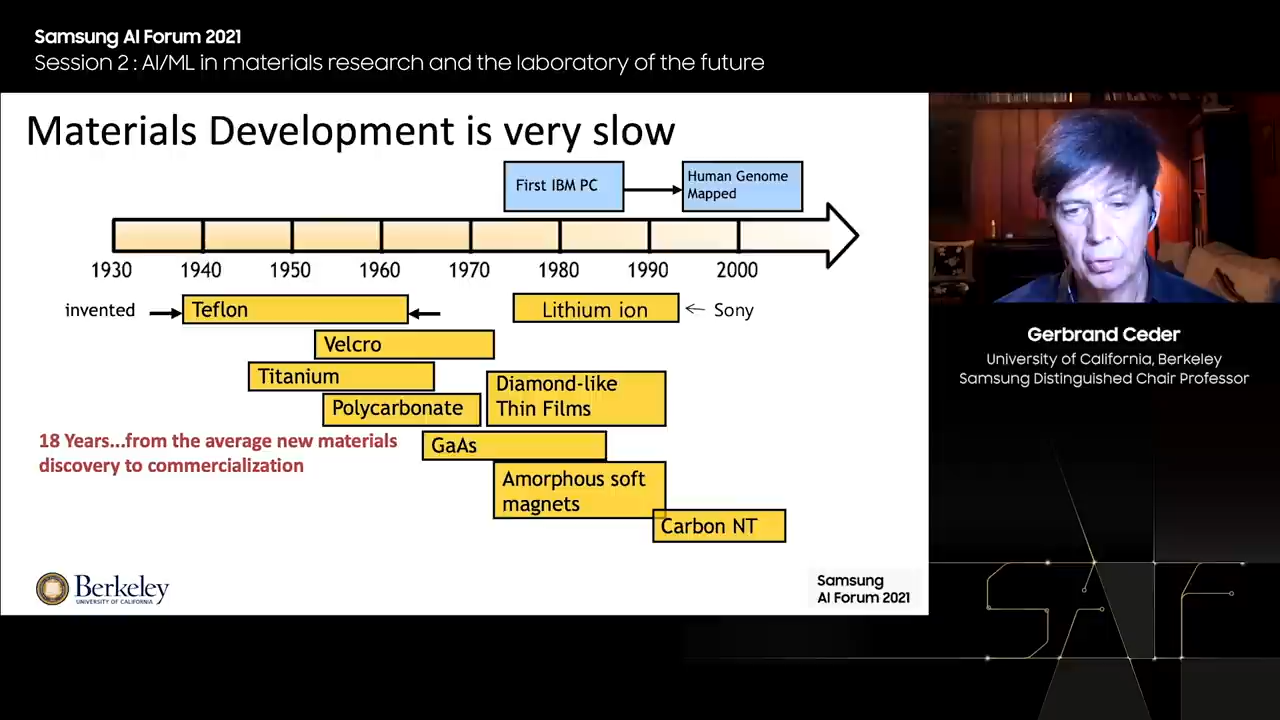 Samsung AI Forum 2021
Session 2 : AI/ML in materials research and the laboratory of the future
Materials Development is very slow
First IBM PC
Human Genome
Mapped
1930 1940 1950 1960 1970 1980 1990 2000
invented
Teflon
Lithium ion
Sony
Velcro
Titanium
Diamond-like
Thin Films
Polycarbonate
18 Years...from the average new materials
discovery to commercialization
GaAs
Amorphous soft
magnets
Carbon NT
Berkeley
UNIVERSITY OF CALIFORNIA
Samsung
AI Forum 2021
Gerbrand Ceder
University of California, Berkeley
Samsung Distinguished Chair Professor